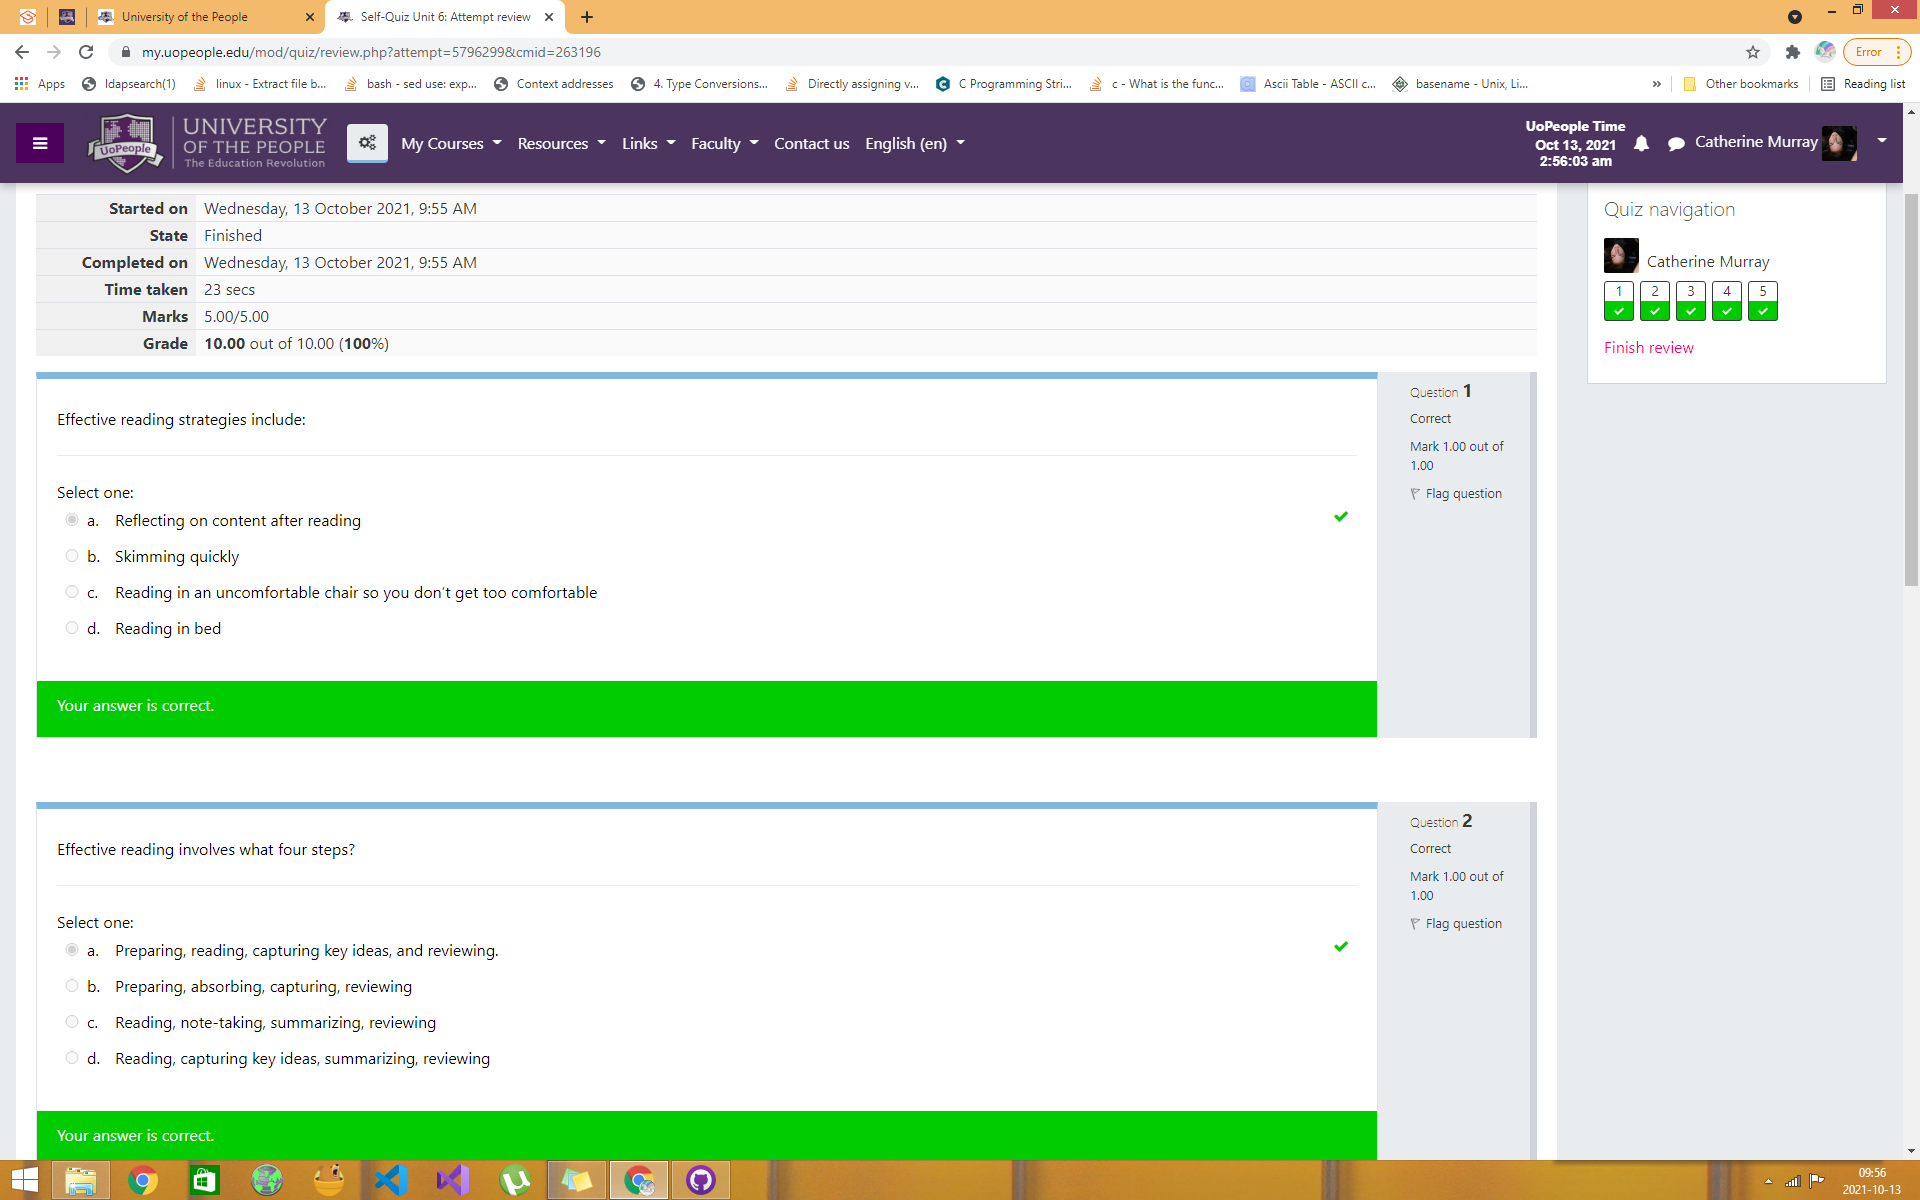 University of the People
Self-Quiz Unit 6: Attempt review
my.uopeople.edu/mod/quiz/review.php?attempt=5796299&cmid=263196
Error
Apps
ldapsearch(1)
linux - Extract file b...
bash - sed use: exp...
Context addresses
4. Type Conversions...
Directly assigning v...
C Programming Stri...
c - What is the func...
Ascii Table - ASCII c...
basename - Unix, Li...
»
Other bookmarks
Reading list
UoPeople
UNIVERSITY
OF THE PEOPLE
The Education Revolution
My Courses
Resources
Links
Faculty
Contact us
English (en)
UoPeople Time
Oct 13, 2021
2:56:03 am
Catherine Murray
Started on Wednesday, 13 October 2021, 9:55 AM
State Finished
Completed on Wednesday, 13 October 2021, 9:55 AM
Time taken 23 secs
Marks 5.00/5.00
Grade 10.00 out of 10.00 (100%)
Quiz navigation
Catherine Murray
1 2 3 4 5
Finish review
Question 1
Correct
Mark 1.00 out of
1.00
Flag question
Effective reading strategies include:
Select one:
a. Reflecting on content after reading
b. Skimming quickly
c. Reading in an uncomfortable chair so you don't get too comfortable
d. Reading in bed
Your answer is correct.
Question 2
Correct
Mark 1.00 out of
1.00
Flag question
Effective reading involves what four steps?
Select one:
a. Preparing, reading, capturing key ideas, and reviewing.
b. Preparing, absorbing, capturing, reviewing
c. Reading, note-taking, summarizing, reviewing
d. Reading, capturing key ideas, summarizing, reviewing
Your answer is correct.
09:56
2021-10-13